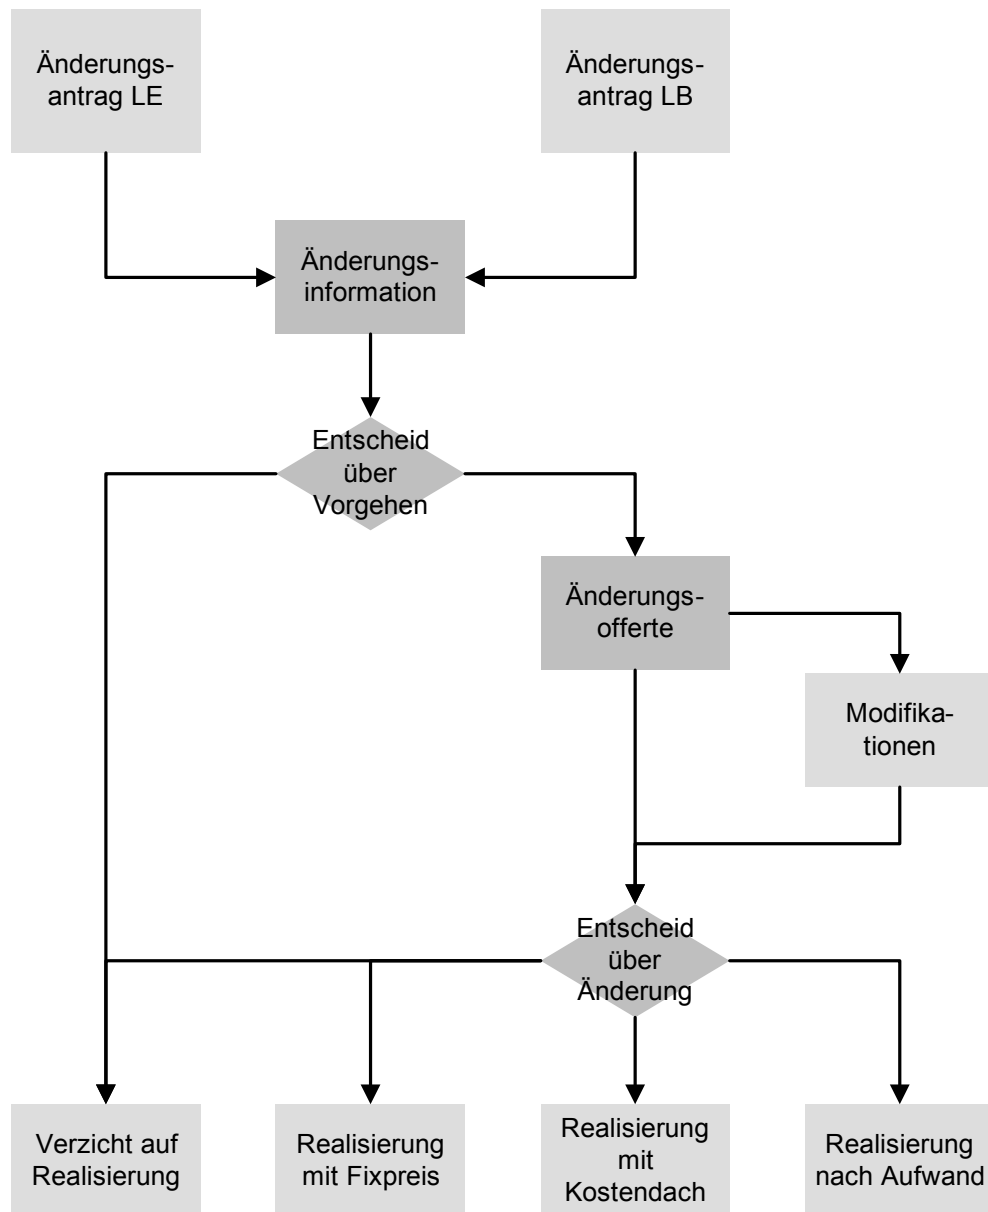 Änderungs-
antrag LE
Änderungs-
antrag LB
Änderungs-
information
Entscheid
über
Vorgehen
Änderungs-
offerte
Modifika-
tionen
Entscheid
über
Änderung
Verzicht auf
Realisierung
Realisierung
mit Fixpreis
Realisierung
mit
Kostendach
Realisierung
nach Aufwand